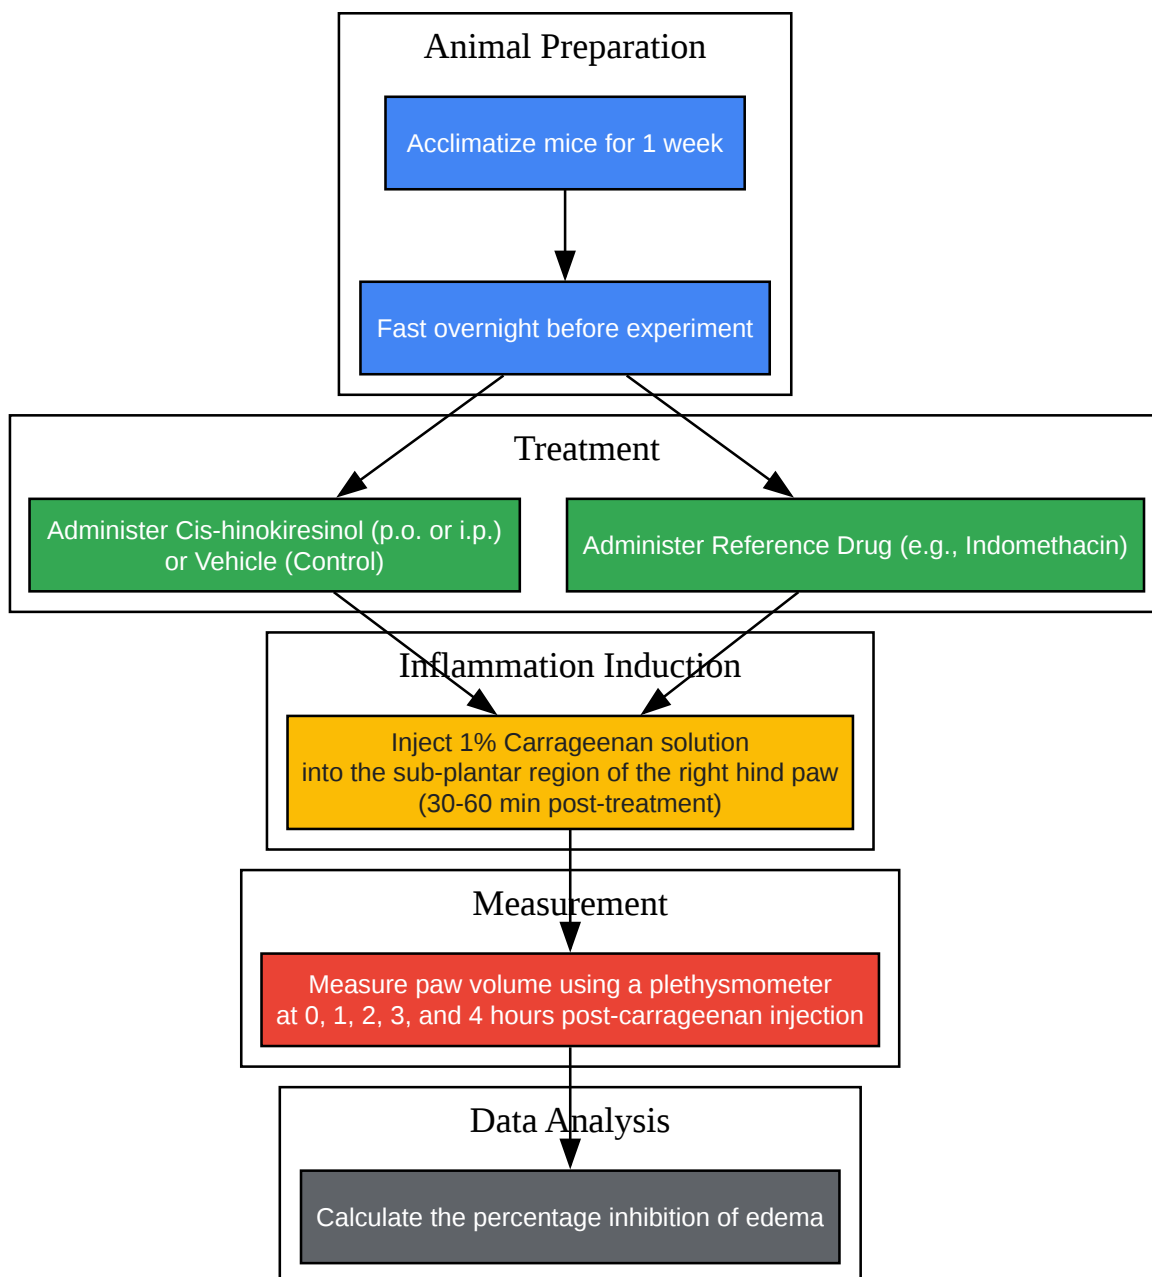 Animal Preparation
Acclimatize mice for 1 week
Fast overnight before experiment
Treatment
Administer Cis-hinokiresinol (p.o. or i.p.)
or Vehicle (Control)
Administer Reference Drug (e.g., Indomethacin)
Inflammation Induction
Inject 1% Carrageenan solution
into the sub-plantar region of the right hind paw
(30-60 min post-treatment)
Measurement
Measure paw volume using a plethysmometer
at 0, 1, 2, 3, and 4 hours post-carrageenan injection
Data Analysis
Calculate the percentage inhibition of edema